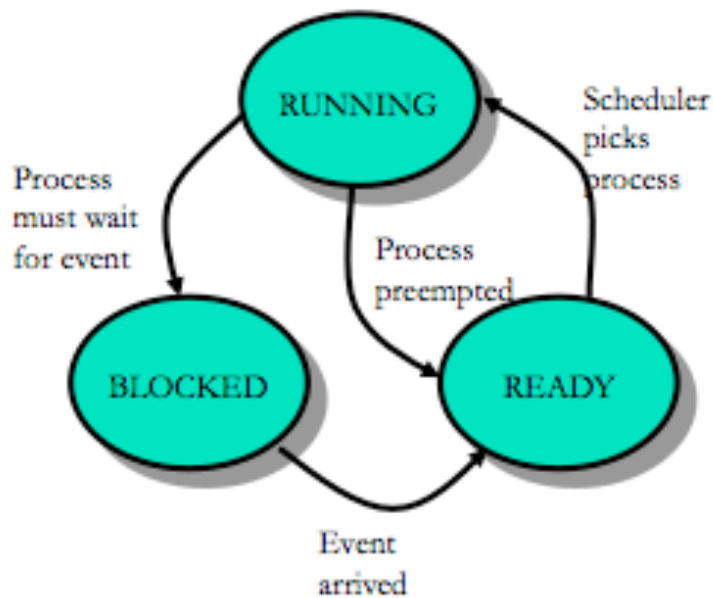 RUNNING
Scheduler
picks
process
Process
must wait
for event
Process
preempted
BLOCKED
READY
Event
arrived